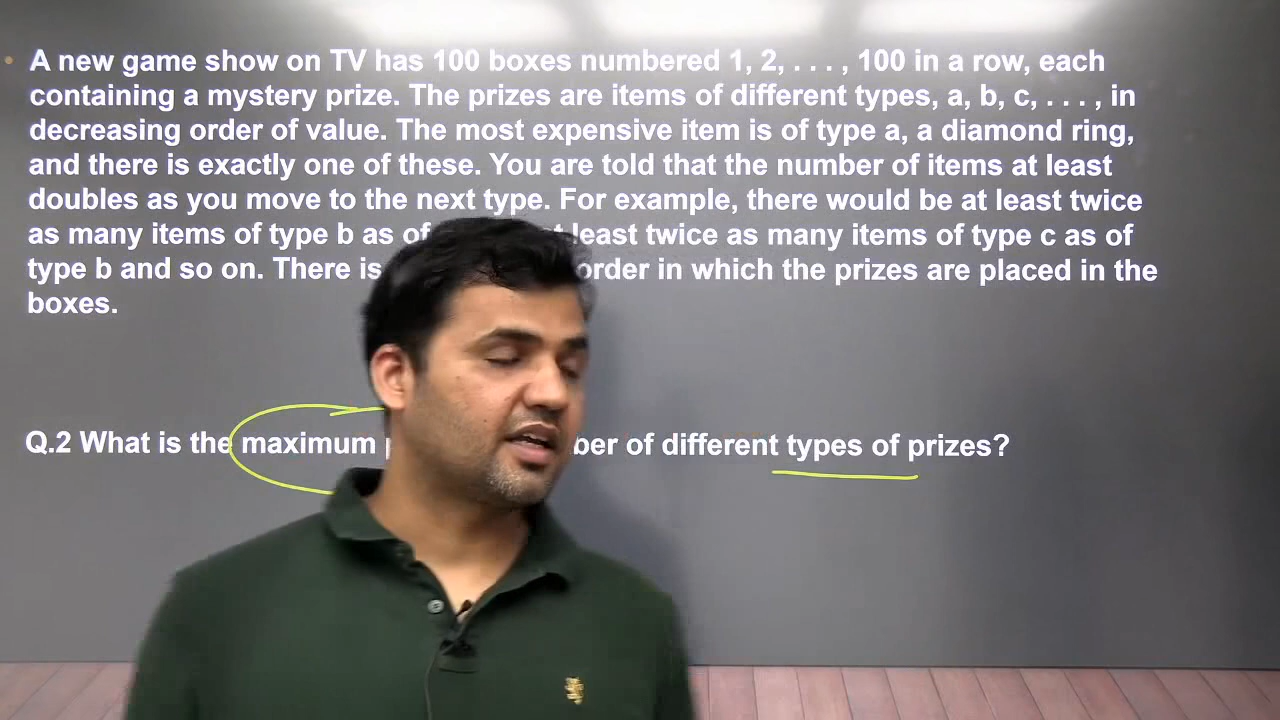 A new game show on TV has 100 boxes numbered 1, 2, . . . , 100 in a row, each
containing a mystery prize. The prizes are items of different types, a, b, c, . . . , in
decreasing order of value. The most expensive item is of type a, a diamond ring,
and there is exactly one of these. You are told that the number of items at least
doubles as you move to the next type. For example, there would be at least twice
as many items of type b as of least twice as many items of type c as of
type b and so on. There is order in which the prizes are placed in the
boxes.
Q.2 What is the maximum ber of different types of prizes?